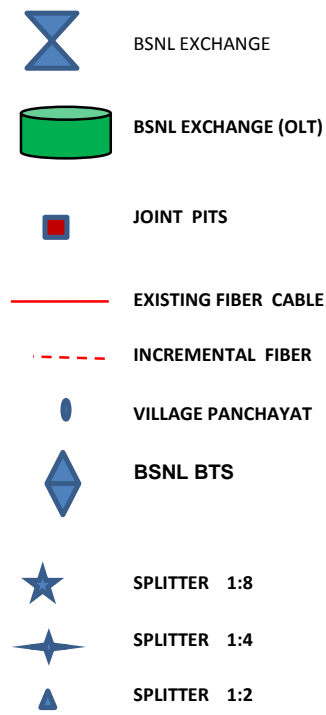 BSNL EXCHANGE
BSNL EXCHANGE (OLT)
JOINT PITS
EXISTING FIBER CABLE
INCREMENTAL FIBER
VILLAGE PANCHAYAT
BSNL BTS
SPLITTER 1:8
SPLITTER 1:4
SPLITTER 1:2